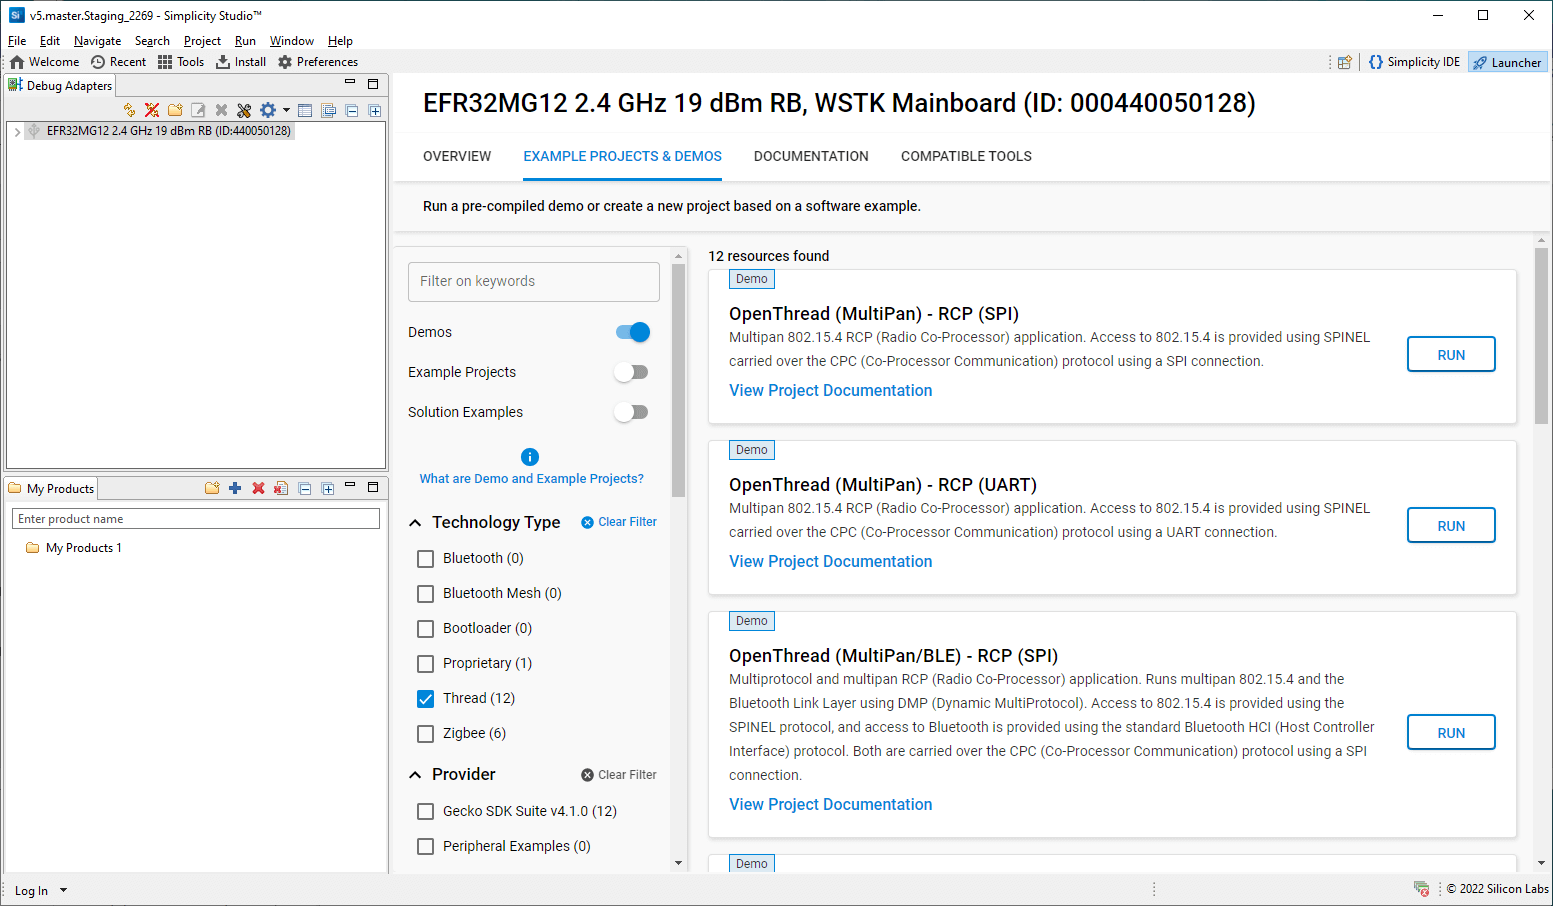 v5.master.Staging_2269 - Simplicity Studio™
File Edit Navigate Search Project Run Window Help
Welcome Recent Tools Install Preferences
Simplicity IDE Launcher
Debug Adapters
EFR32MG12 2.4 GHz 19 dBm RB (ID:440050128)
My Products
Enter product name
My Products 1
EFR32MG12 2.4 GHz 19 dBm RB, WSTK Mainboard (ID: 000440050128)
OVERVIEW EXAMPLE PROJECTS & DEMOS DOCUMENTATION COMPATIBLE TOOLS
Run a pre-compiled demo or create a new project based on a software example.
Filter on keywords
Demos
Example Projects
Solution Examples
What are Demo and Example Projects?
Technology Type Clear Filter
Bluetooth (0)
Bluetooth Mesh (0)
Bootloader (0)
Proprietary (1)
Thread (12)
Zigbee (6)
Provider Clear Filter
Gecko SDK Suite v4.1.0 (12)
Peripheral Examples (0)
12 resources found
Demo
OpenThread (MultiPan) - RCP (SPI)
Multipan 802.15.4 RCP (Radio Co-Processor) application. Access to 802.15.4 is provided using SPINEL
carried over the CPC (Co-Processor Communication) protocol using a SPI connection.
View Project Documentation
RUN
Demo
OpenThread (MultiPan) - RCP (UART)
Multipan 802.15.4 RCP (Radio Co-Processor) application. Access to 802.15.4 is provided using SPINEL
carried over the CPC (Co-Processor Communication) protocol using a UART connection.
View Project Documentation
RUN
Demo
OpenThread (MultiPan/BLE) - RCP (SPI)
Multiprotocol and multipan RCP (Radio Co-Processor) application. Runs multipan 802.15.4 and the
Bluetooth Link Layer using DMP (Dynamic MultiProtocol). Access to 802.15.4 is provided using the
SPINEL protocol, and access to Bluetooth is provided using the standard Bluetooth HCI (Host Controller
Interface) protocol. Both are carried over the CPC (Co-Processor Communication) protocol using a SPI
connection.
View Project Documentation
RUN
Demo
Log In
© 2022 Silicon Labs